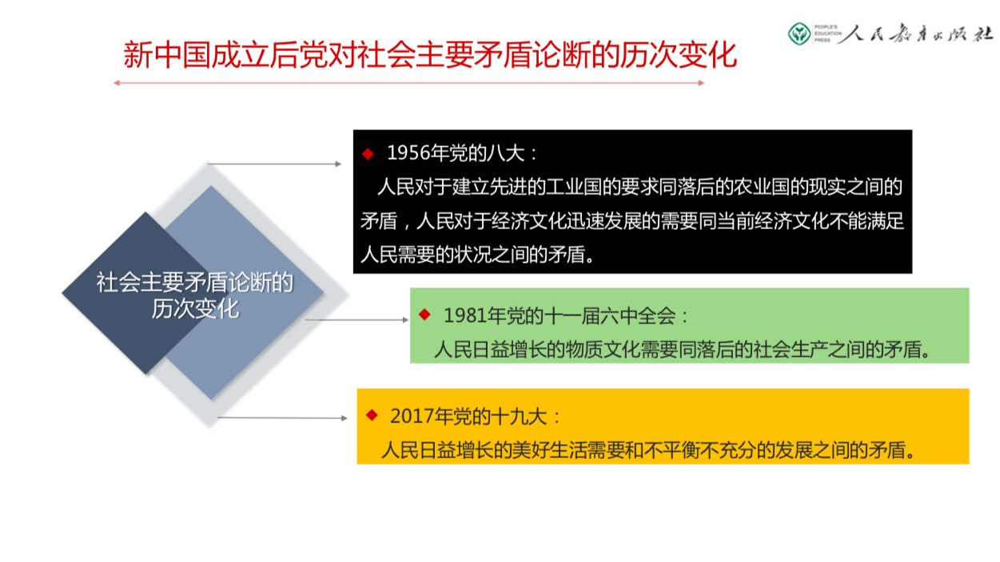 新中国成立后党对社会主要矛盾论断的历次变化
PEOPLE'S
EDUCATION
PRESS
人民教育出版社
1956年党的八大：
人民对于建立先进的工业国的要求同落后的农业国的现实之间的
矛盾，人民对于经济文化迅速发展的需要同当前经济文化不能满足
人民需要的状况之间的矛盾。
社会主要矛盾论断的
历次变化
1981年党的十一届六中全会：
人民日益增长的物质文化需要同落后的社会生产之间的矛盾。
2017年党的十九大：
人民日益增长的美好生活需要和不平衡不充分的发展之间的矛盾。